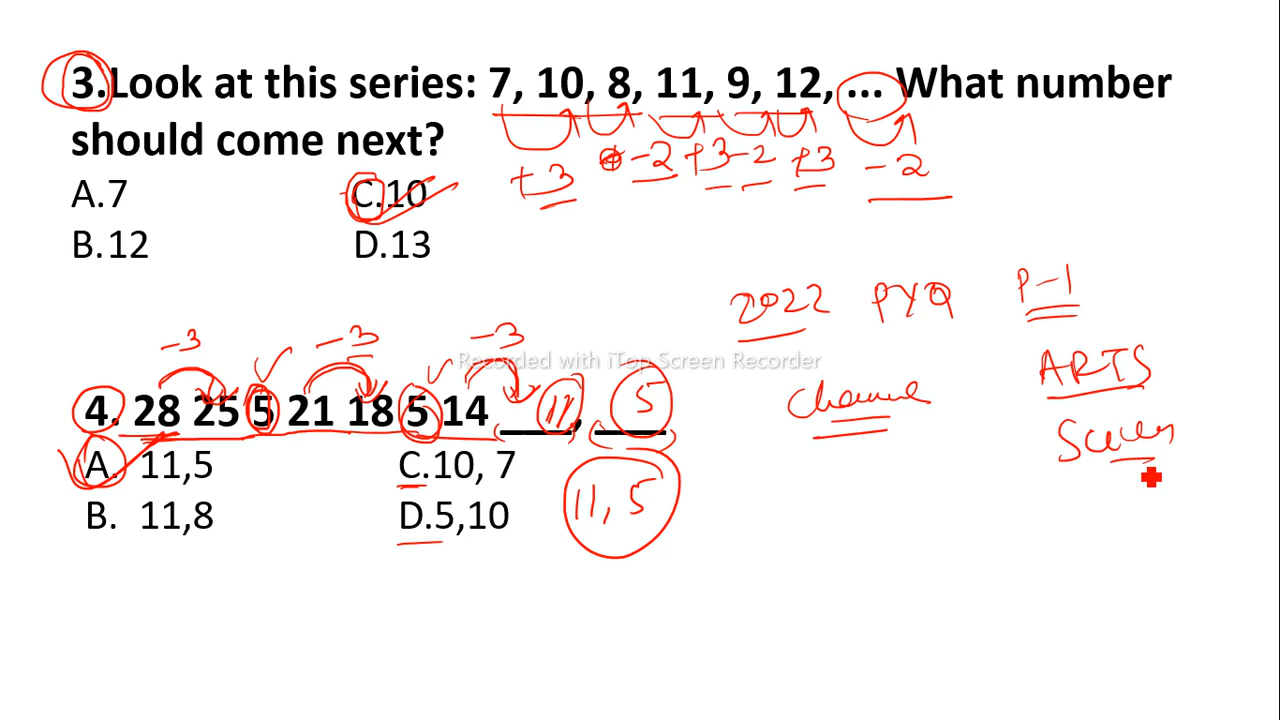 3.Look at this series: 7, 10, 8, 11, 9, 12, ... What number
should come next?
+3 -2 +3 -2 +3 -2
A.7 C.10
B.12 D.13
2022 PYQ P-1
-3 -3 -3
Recorded with iTop Screen Recorder
ARTS
4. 28 25 5 21 18 5 14 ___, ___
11 5
Channel
A. 11,5 C.10, 7
11, 5
B. 11,8 D.5,10